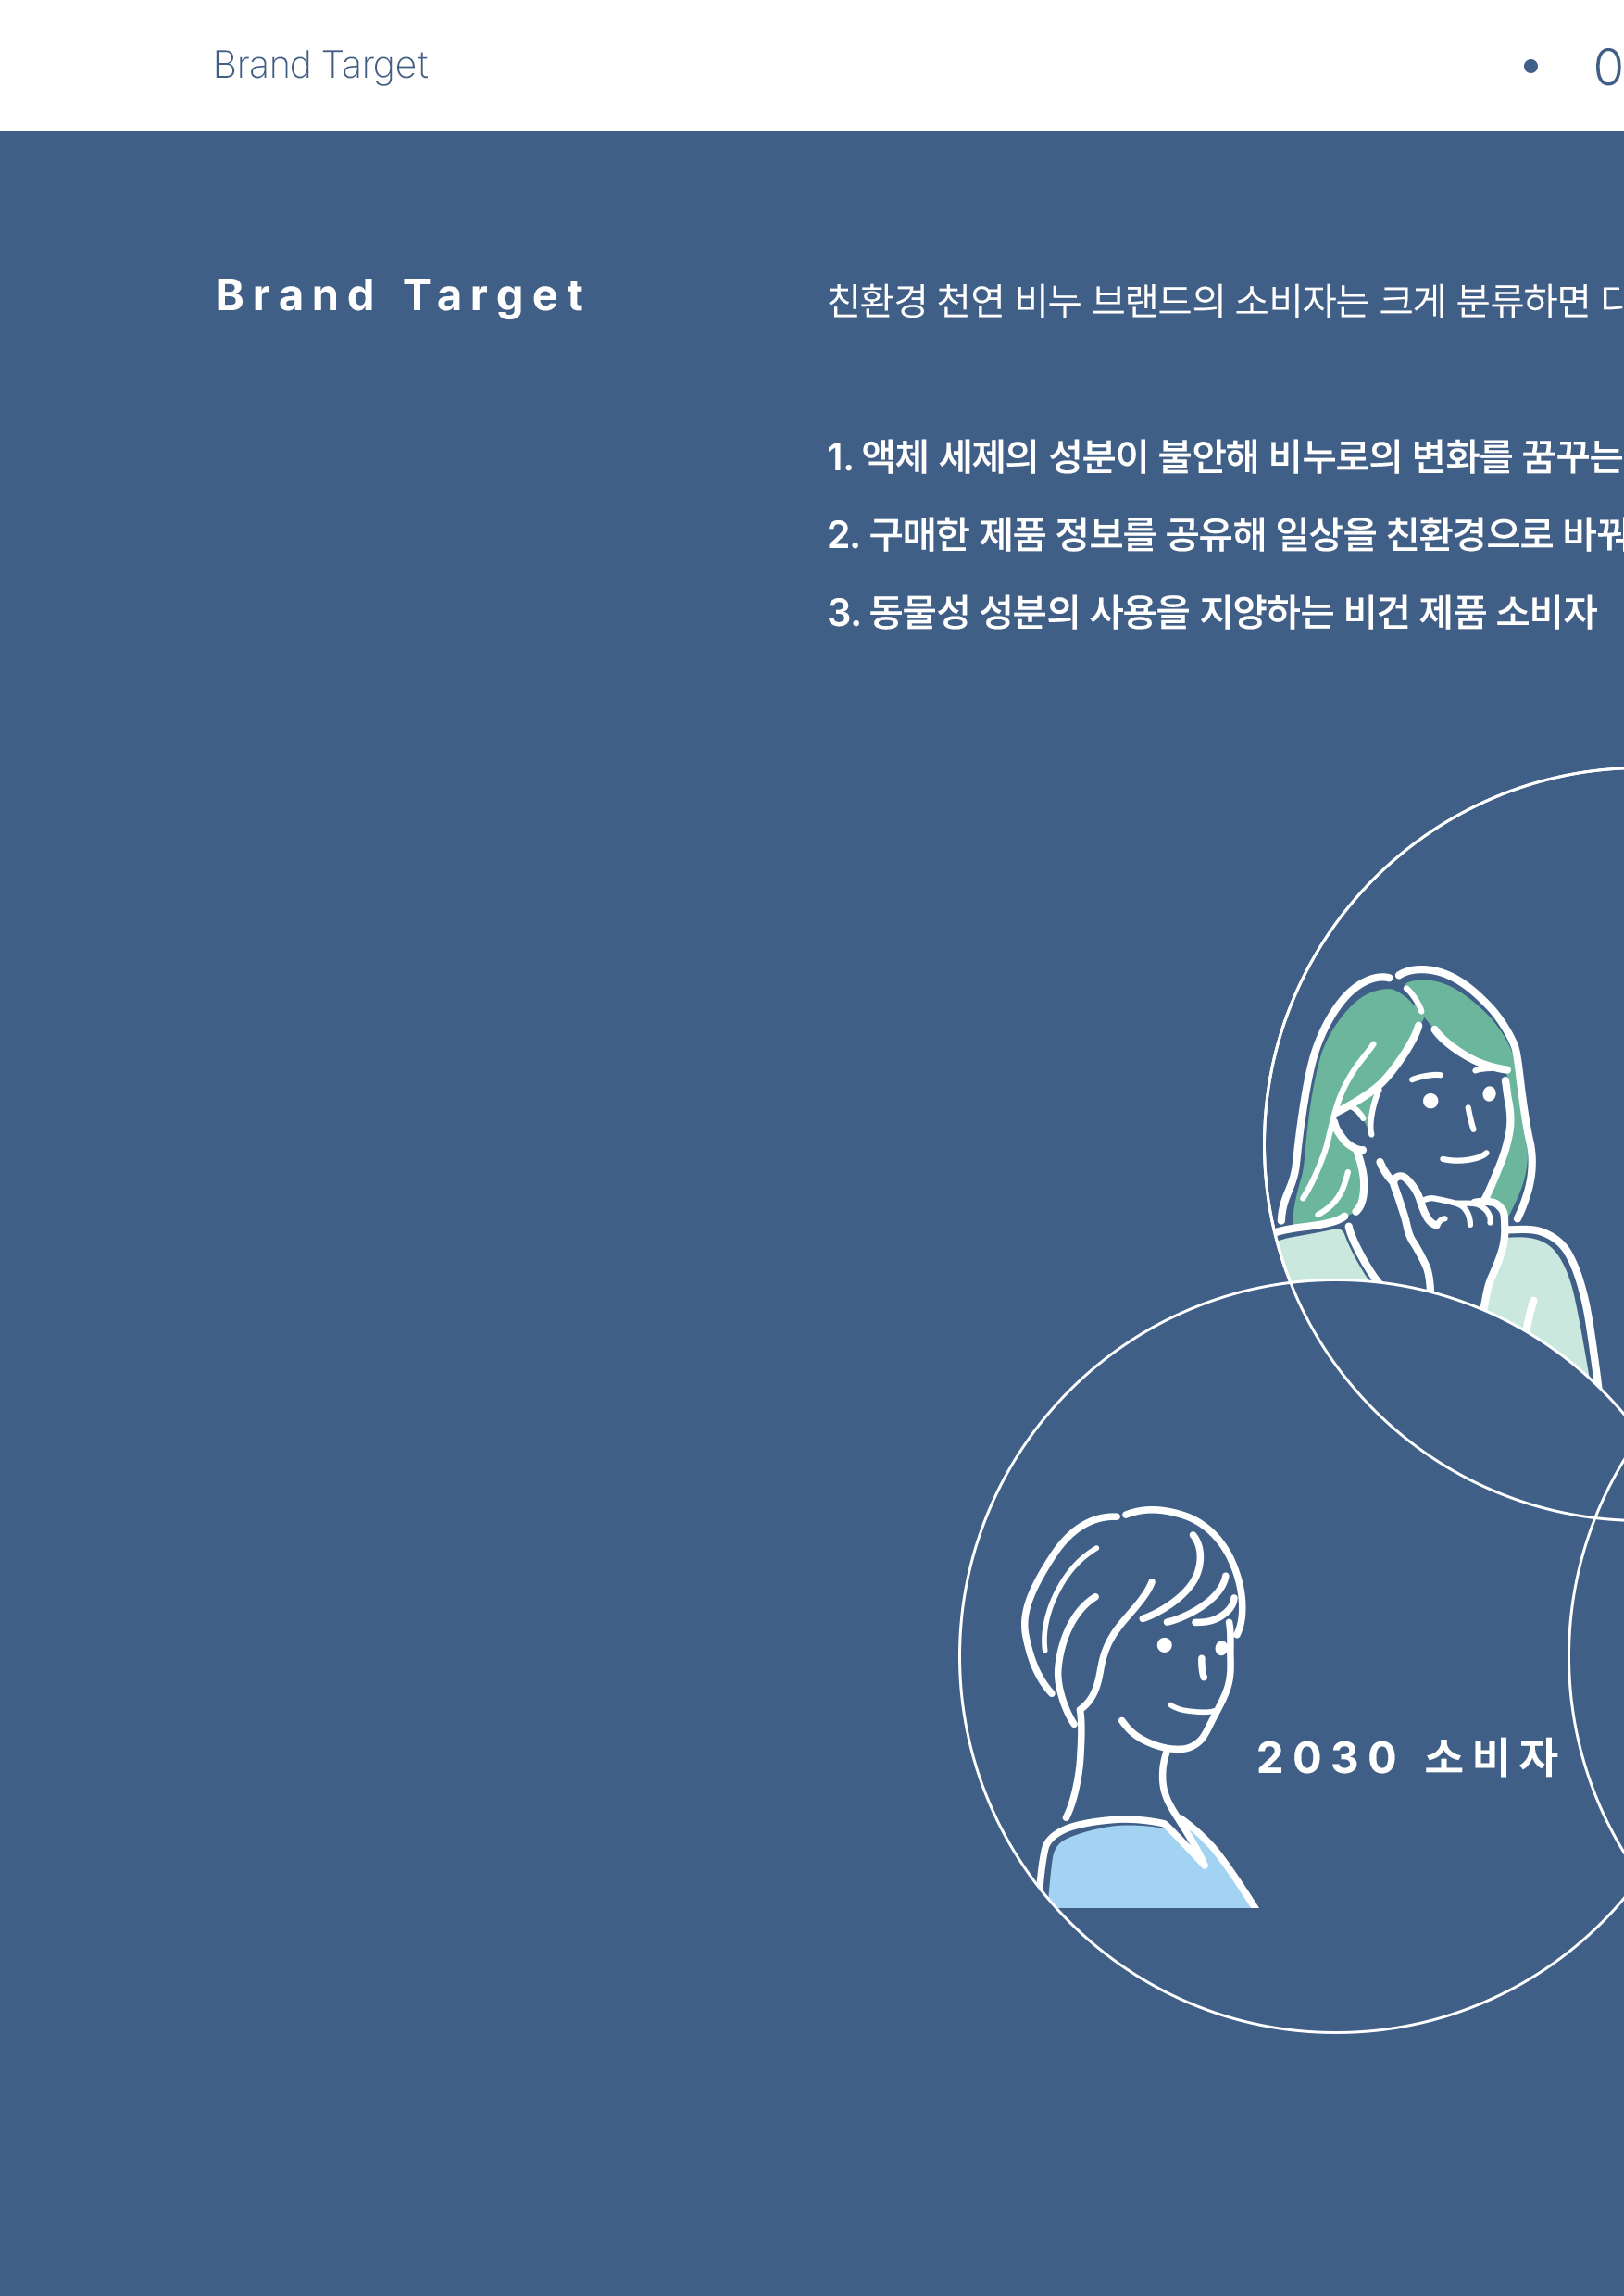 Brand Target
• 0
Brand Target
친환경 천연 비누 브랜드의 소비자는 크게 분류하면
1. 액체 세제의 성분이 불안해 비누로의 변화를 꿈꾸는
2. 구매한 제품 정보를 공유해 일상을 친환경으로
3. 동물성 성분의 사용을 지양하는 비건 제품 소비자
2030 소비자